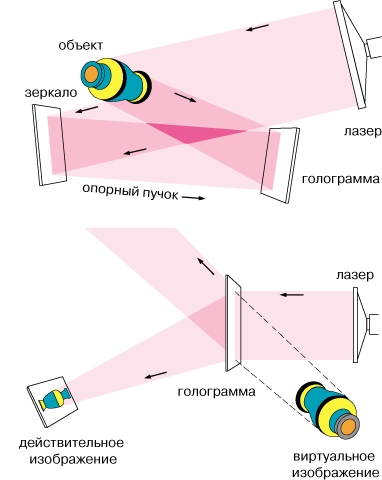 объект
зеркало
лазер
опорный пучок
голограмма
лазер
голограмма
действительное
изображение
виртуальное
изображение